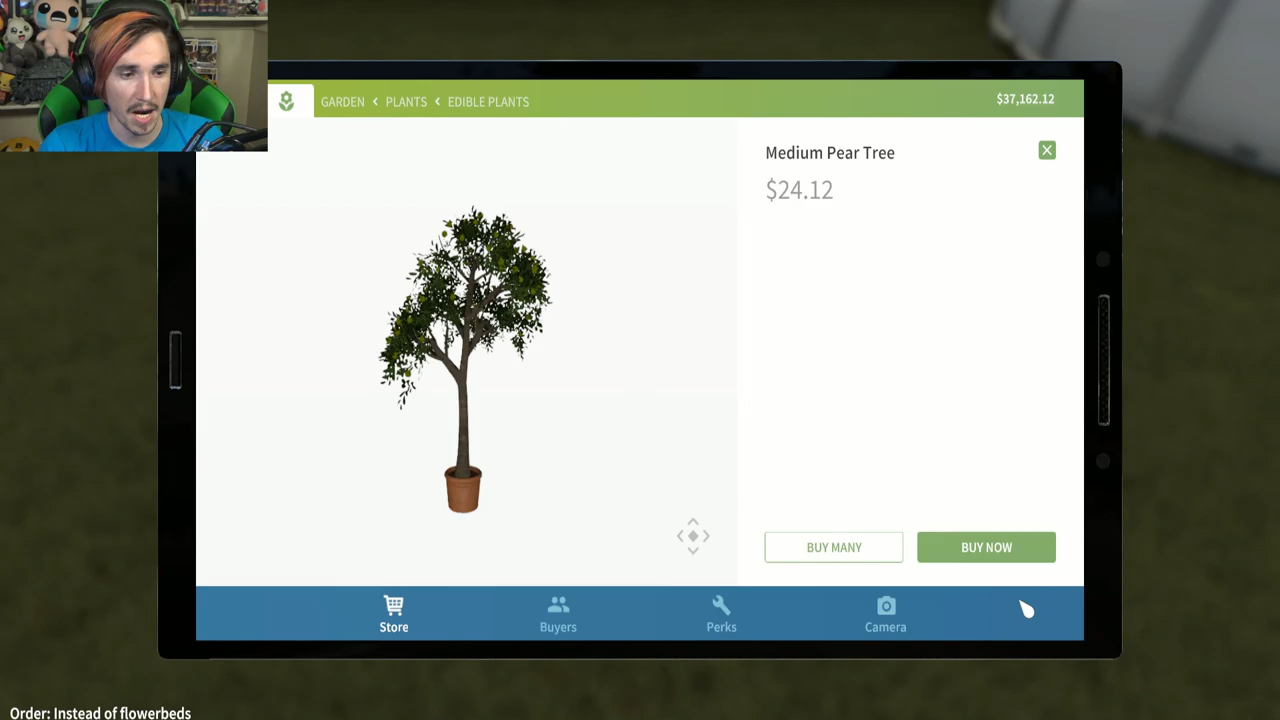 GARDEN < PLANTS < EDIBLE PLANTS
$37,162.12
Medium Pear Tree
$24.12
BUY MANY
BUY NOW
Store
Buyers
Perks
Camera
Order: Instead of flowerbeds